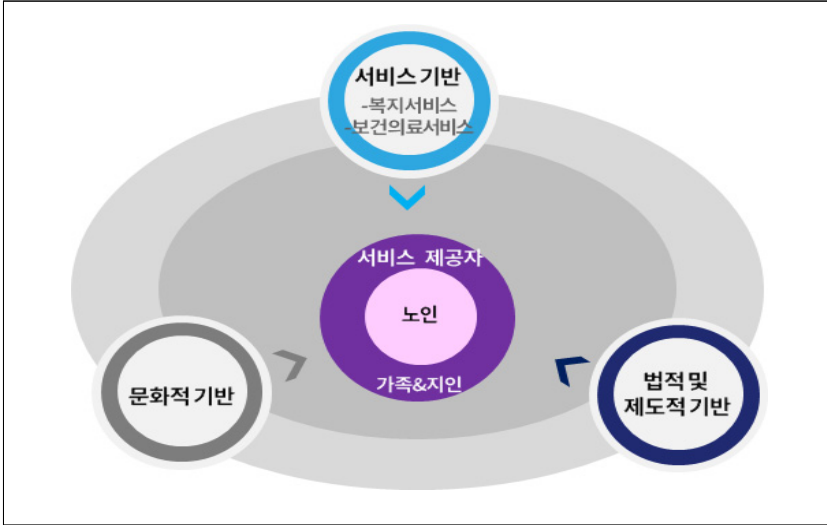 서비스 기반
-복지서비스
-보건의료서비스
서비스 제공자
노인
가족&지인
문화적 기반
법적 및
제도적 기반